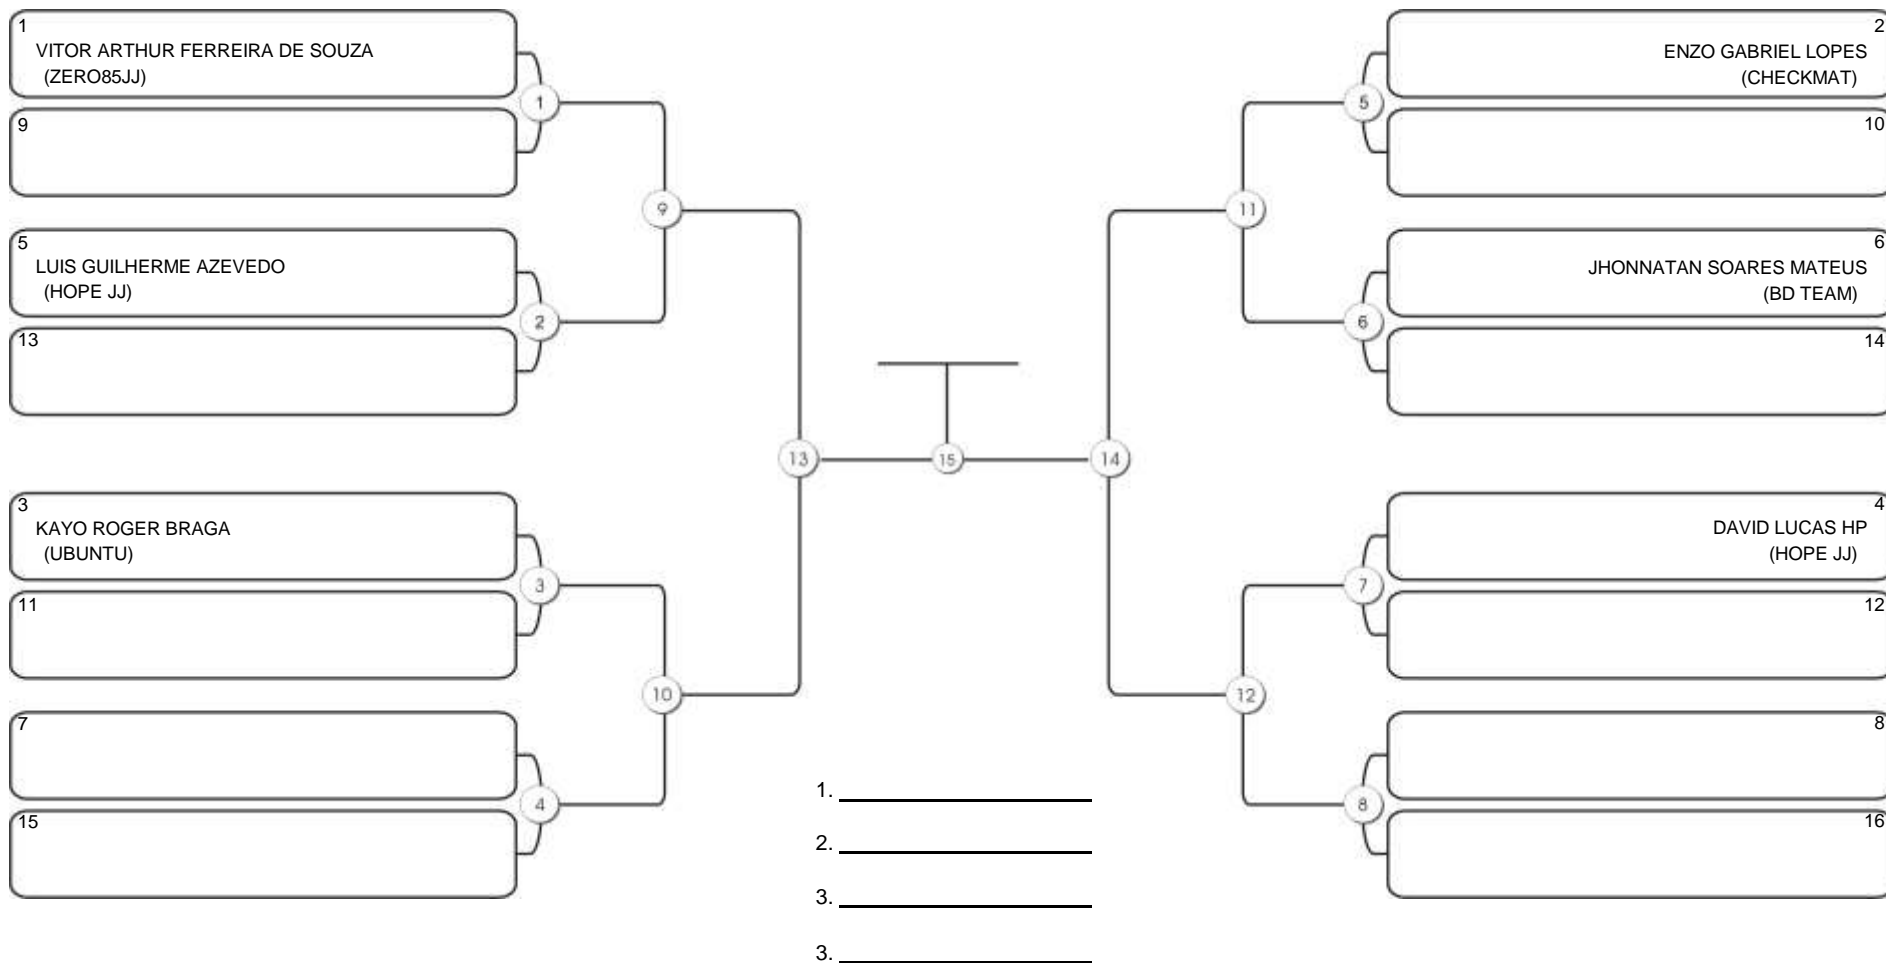 1
VITOR ARTHUR FERREIRA DE SOUZA
(ZERO85JJ)
9
5
LUIS GUILHERME AZEVEDO
(HOPE JJ)
13
3
KAYO ROGER BRAGA
(UBUNTU)
11
7
15
1
2
3
4
9
10
13
15
14
11
12
5
6
7
8
2
ENZO GABRIEL LOPES
(CHECKMAT)
10
6
JHONNATAN SOARES MATEUS
(BD TEAM)
14
4
DAVID LUCAS HP
(HOPE JJ)
12
8
16
1.
2.
3.
3.